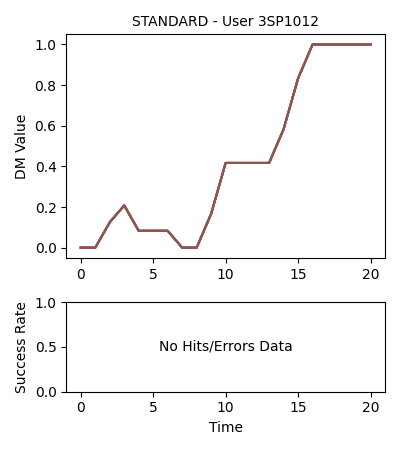 STANDARD - User 3SP1012
DM Value
1.0
0.8
0.6
0.4
0.2
0.0
0 5 10 15 20
Success Rate
1.0
0.5
0.0
No Hits/Errors Data
0 5 10 15 20
Time